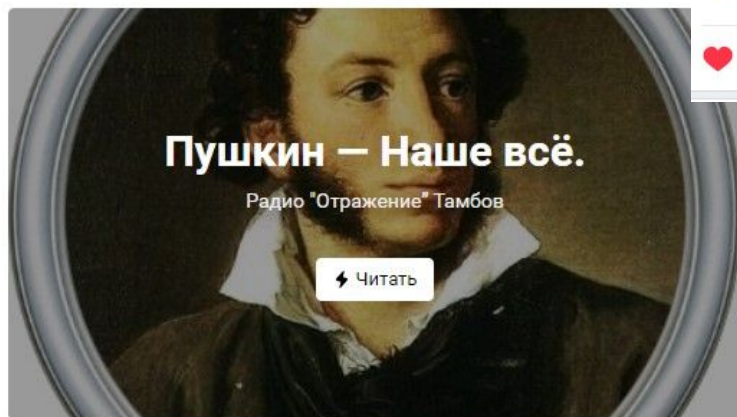 Пушкин — Наше всё.
Радио "Отражение" Тамбов
Читать